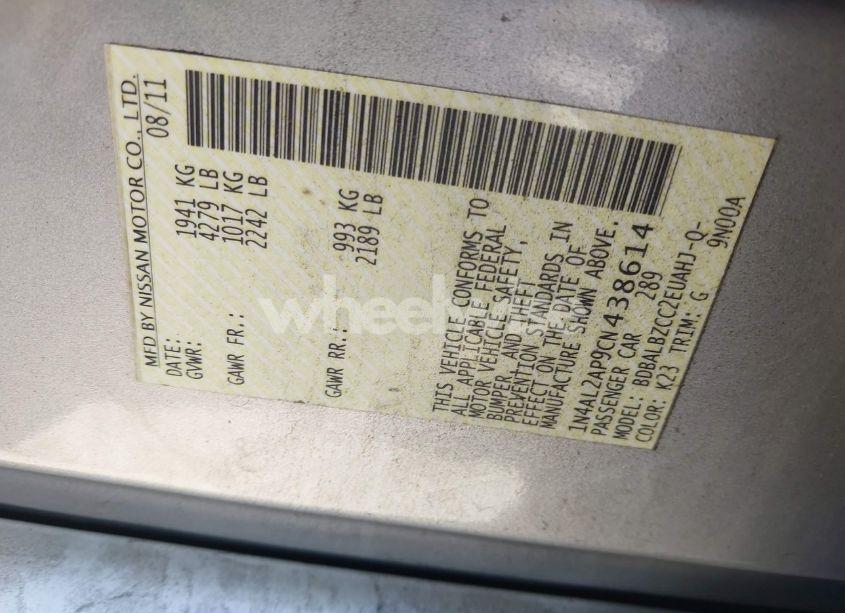 MFD BY NISSAN MOTOR CO., LTD.
DATE: 08/11
GVWR: 1941 KG
4279 LB
GAWR FR.: 1017 KG
2242 LB
GAWR RR.: 993 KG
2189 LB
THIS VEHICLE CONFORMS TO
ALL APPLICABLE FEDERAL
MOTOR VEHICLE SAFETY,
BUMPER AND THEFT
PREVENTION STANDARDS IN
EFFECT ON THE DATE OF
MANUFACTURE SHOWN ABOVE.
1N4AL2AP9CN438614
PASSENGER CAR 289
MODEL: BDBALBZCC2EUAHJ-Q-
COLOR: K23 TRIM: G 9N00A